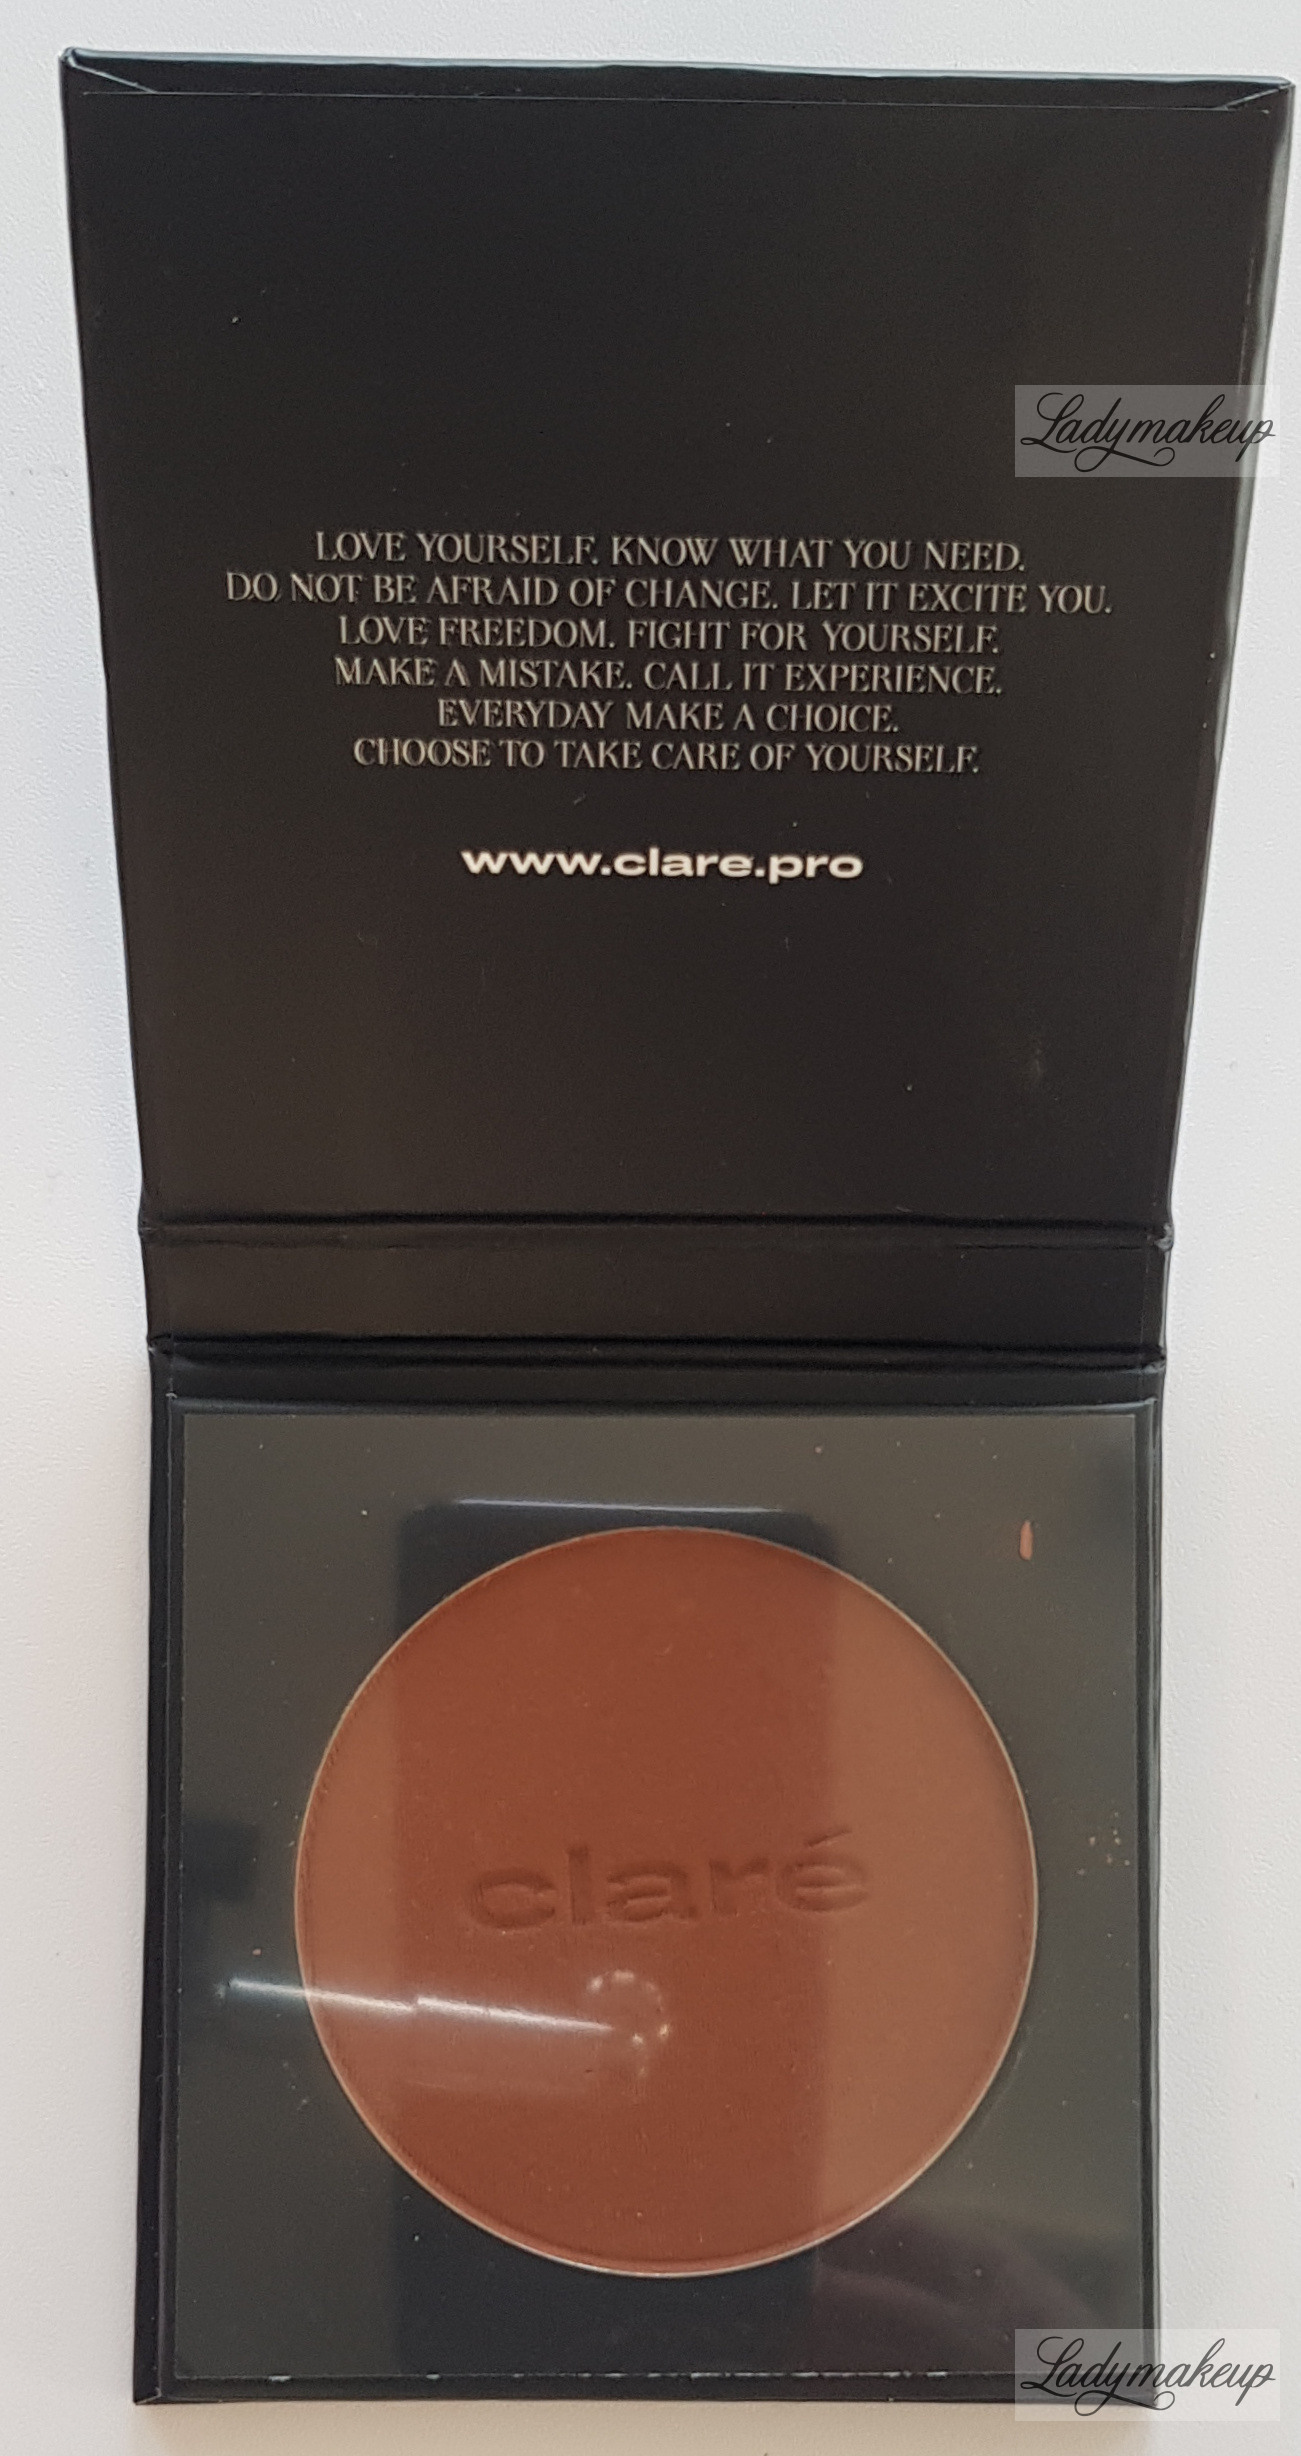 Ladymakeup
LOVE YOURSELF. KNOW WHAT YOU NEED.
DO NOT BE AFRAID OF CHANGE. LET IT EXCITE YOU.
LOVE FREEDOM. FIGHT FOR YOURSELF.
MAKE A MISTAKE. CALL IT EXPERIENCE.
EVERYDAY MAKE A CHOICE.
CHOOSE TO TAKE CARE OF YOURSELF.
www.clare.pro
claré
Ladymakeup